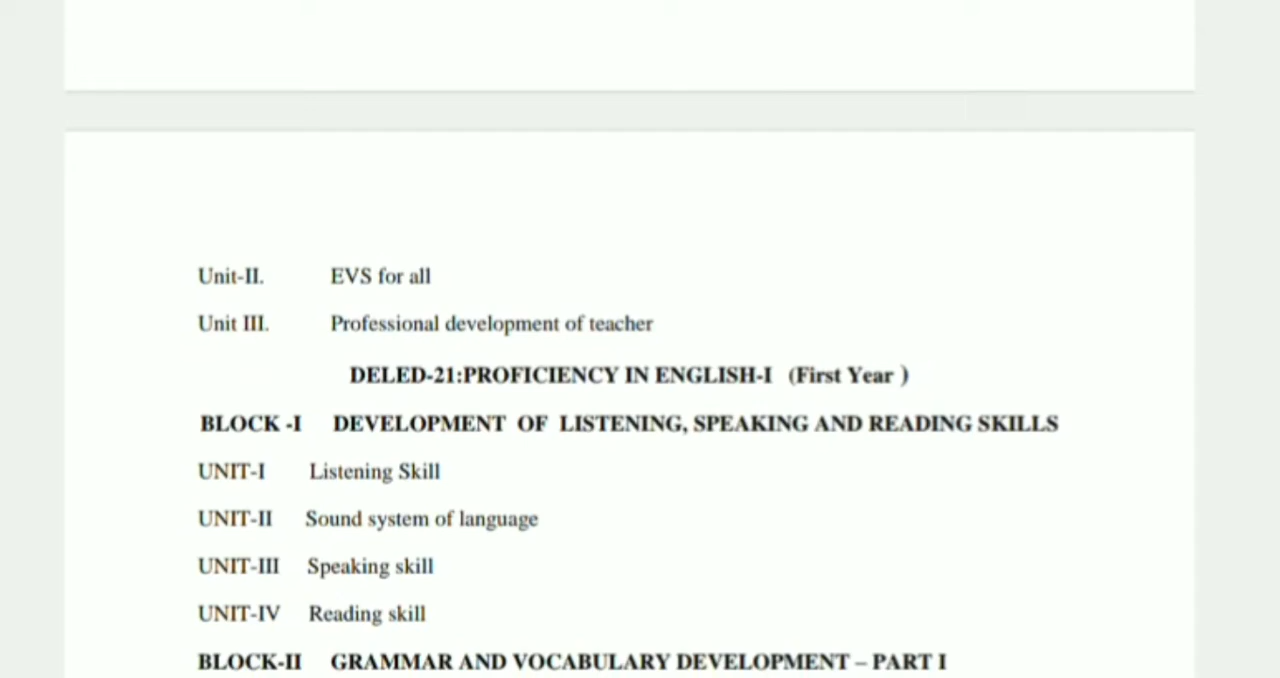 Unit-II. EVS for all
Unit III. Professional development of teacher
DELED-21:PROFICIENCY IN ENGLISH-I (First Year )
BLOCK -I DEVELOPMENT OF LISTENING, SPEAKING AND READING SKILLS
UNIT-I Listening Skill
UNIT-II Sound system of language
UNIT-III Speaking skill
UNIT-IV Reading skill
BLOCK-II GRAMMAR AND VOCABULARY DEVELOPMENT – PART I